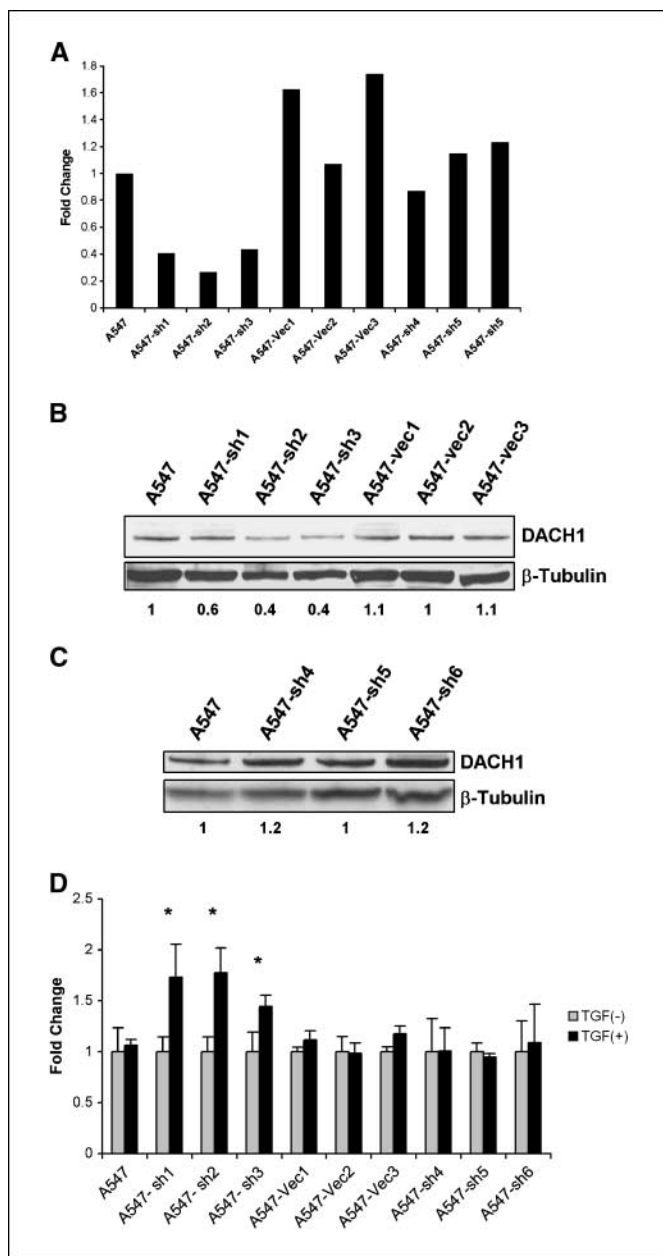 A
1.8
1.6
1.4
1.2
1
0.8
0.6
0.4
0.2
0
Fold Change
A547
A547-sh1
A547-sh2
A547-sh3
A547-Vec1
A547-Vec2
A547-Vec3
A547-sh4
A547-sh5
A547-sh5
B
A547
A547-sh1
A547-sh2
A547-sh3
A547-vec1
A547-vec2
A547-vec3
DACH1
β-Tubulin
1 0.6 0.4 0.4 1.1 1 1.1
C
A547
A547-sh4
A547-sh5
A547-sh6
DACH1
β-Tubulin
1 1.2 1 1.2
D
2.5
2
1.5
1
0.5
0
Fold Change
* * *
TGF(-)
TGF(+)
A547
A547- sh1
A547- sh2
A547- sh3
A547-Vec1
A547-Vec2
A547-Vec3
A547-sh4
A547-sh5
A547-sh6